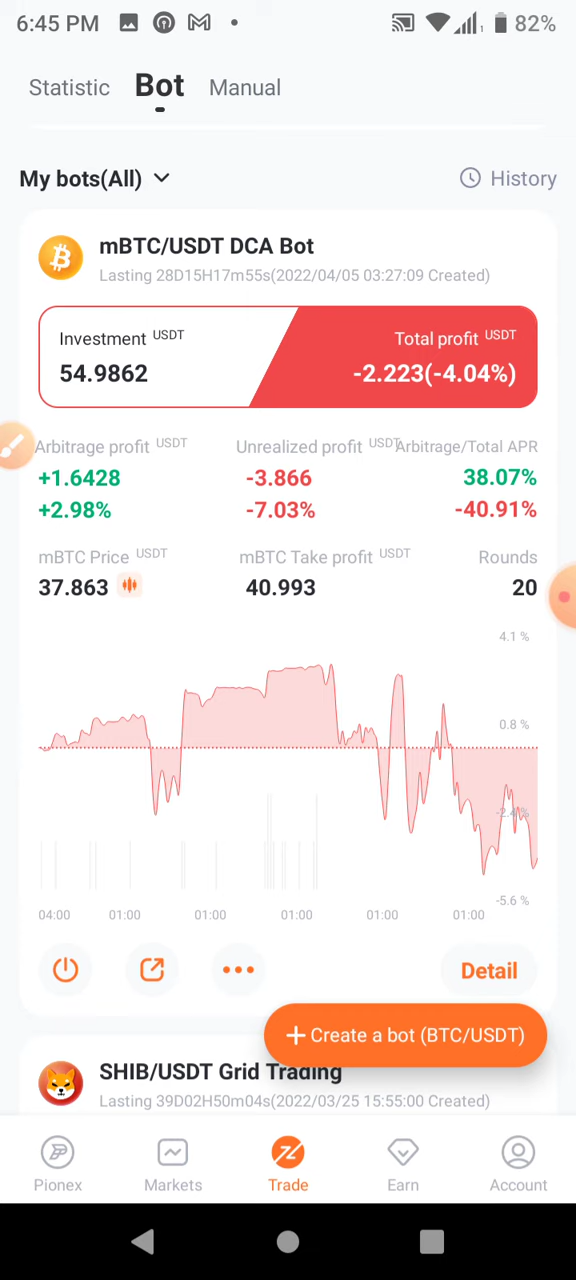 6:45 PM 82%
Statistic Bot Manual
My bots(All) History
mBTC/USDT DCA Bot
Lasting 28D15H17m55s(2022/04/05 03:27:09 Created)
Investment USDT Total profit USDT
54.9862 -2.223(-4.04%)
Arbitrage profit USDT Unrealized profit USDT Arbitrage/Total APR
+1.6428 -3.866 38.07%
+2.98% -7.03% -40.91%
mBTC Price USDT mBTC Take profit USDT Rounds
37.863 40.993 20
4.1 %
0.8 %
-2.4 %
-5.6 %
04:00 01:00 01:00 01:00 01:00 01:00
Detail
+ Create a bot (BTC/USDT)
SHIB/USDT Grid Trading
Lasting 39D02H50m04s(2022/03/25 15:55:00 Created)
Pionex Markets Trade Earn Account